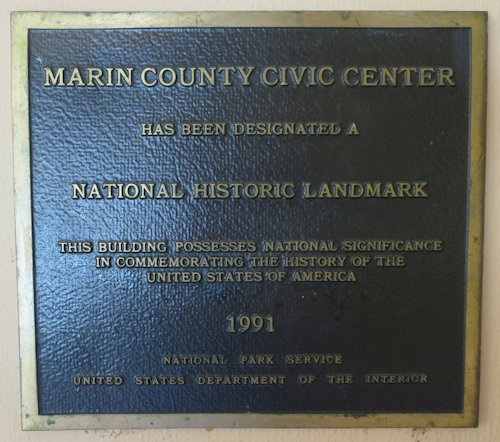 MARIN COUNTY CIVIC CENTER
HAS BEEN DESIGNATED A
NATIONAL HISTORIC LANDMARK
THIS BUILDING POSSESSES NATIONAL SIGNIFICANCE
IN COMMEMORATING THE HISTORY OF THE
UNITED STATES OF AMERICA
1991
NATIONAL PARK SERVICE
UNITED STATES DEPARTMENT OF THE INTERIOR